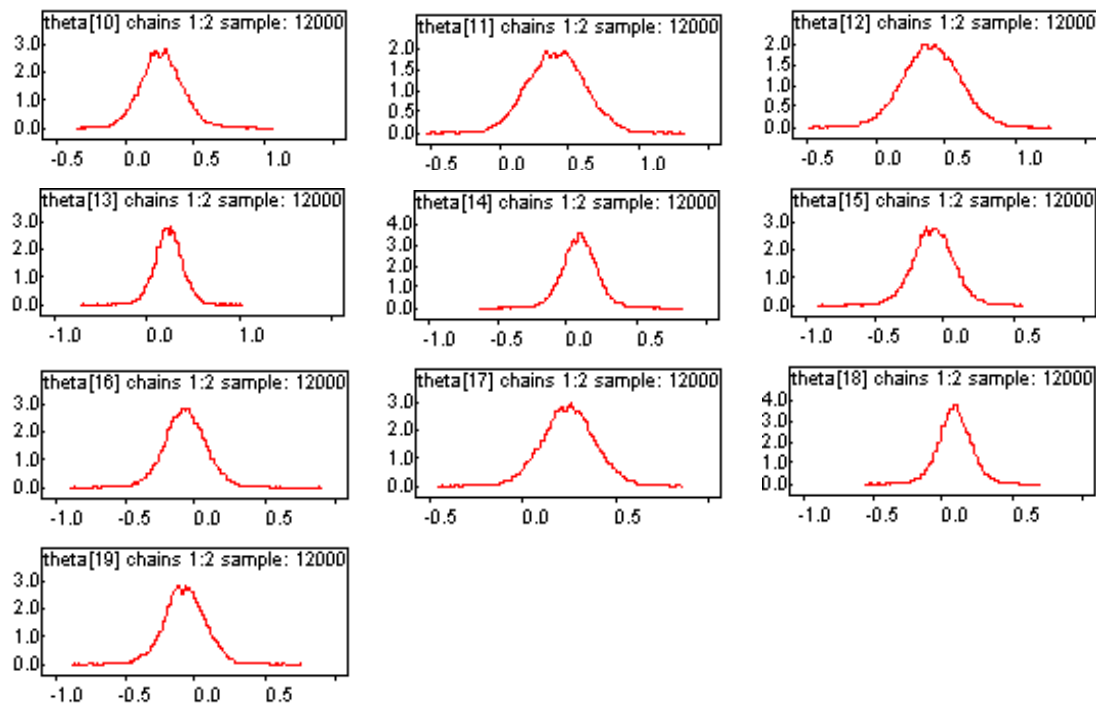 theta[10] chains 1:2 sample: 12000
3.0
2.0
1.0
0.0
-0.5 0.0 0.5 1.0
theta[11] chains 1:2 sample: 12000
2.0
1.5
1.0
0.5
0.0
-0.5 0.0 0.5 1.0
theta[12] chains 1:2 sample: 12000
2.0
1.5
1.0
0.5
0.0
-0.5 0.0 0.5 1.0
theta[13] chains 1:2 sample: 12000
3.0
2.0
1.0
0.0
-1.0 0.0 1.0
theta[14] chains 1:2 sample: 12000
4.0
3.0
2.0
1.0
0.0
-1.0 -0.5 0.0 0.5
theta[15] chains 1:2 sample: 12000
3.0
2.0
1.0
0.0
-1.0 -0.5 0.0 0.5
theta[16] chains 1:2 sample: 12000
3.0
2.0
1.0
0.0
-1.0 -0.5 0.0 0.5
theta[17] chains 1:2 sample: 12000
3.0
2.0
1.0
0.0
-0.5 0.0 0.5
theta[18] chains 1:2 sample: 12000
4.0
3.0
2.0
1.0
0.0
-1.0 -0.5 0.0 0.5
theta[19] chains 1:2 sample: 12000
3.0
2.0
1.0
0.0
-1.0 -0.5 0.0 0.5